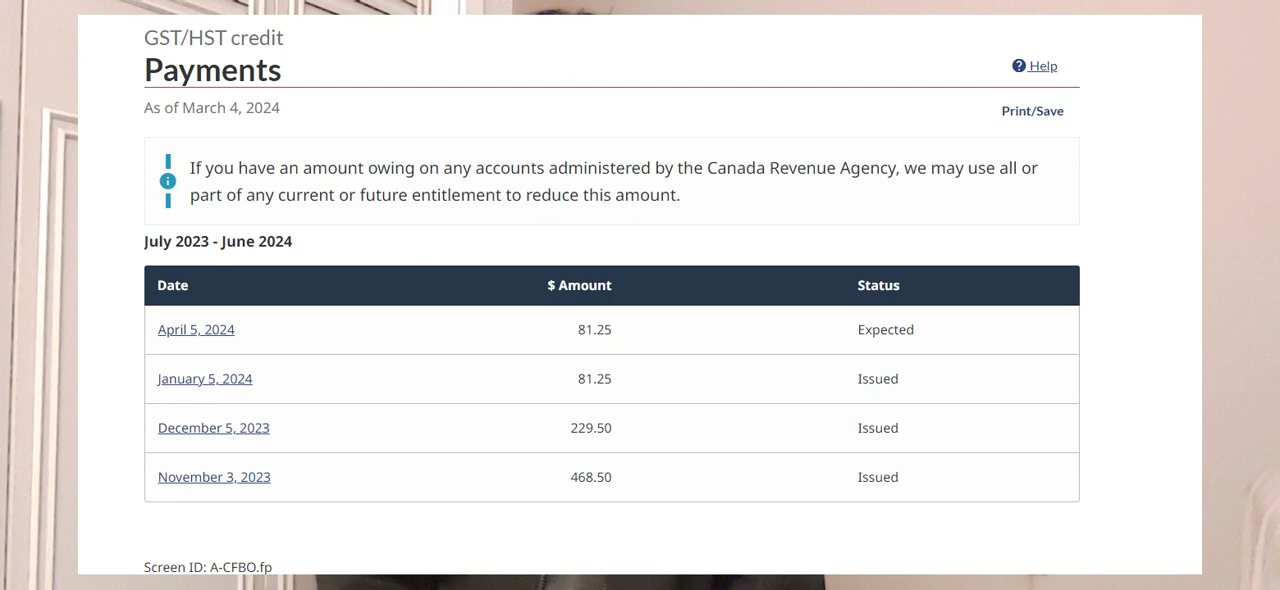 GST/HST credit
Payments
Help
As of March 4, 2024
Print/Save
If you have an amount owing on any accounts administered by the Canada Revenue Agency, we may use all or
part of any current or future entitlement to reduce this amount.
July 2023 - June 2024
Date $ Amount Status
April 5, 2024 81.25 Expected
January 5, 2024 81.25 Issued
December 5, 2023 229.50 Issued
November 3, 2023 468.50 Issued
Screen ID: A-CFBO.fp